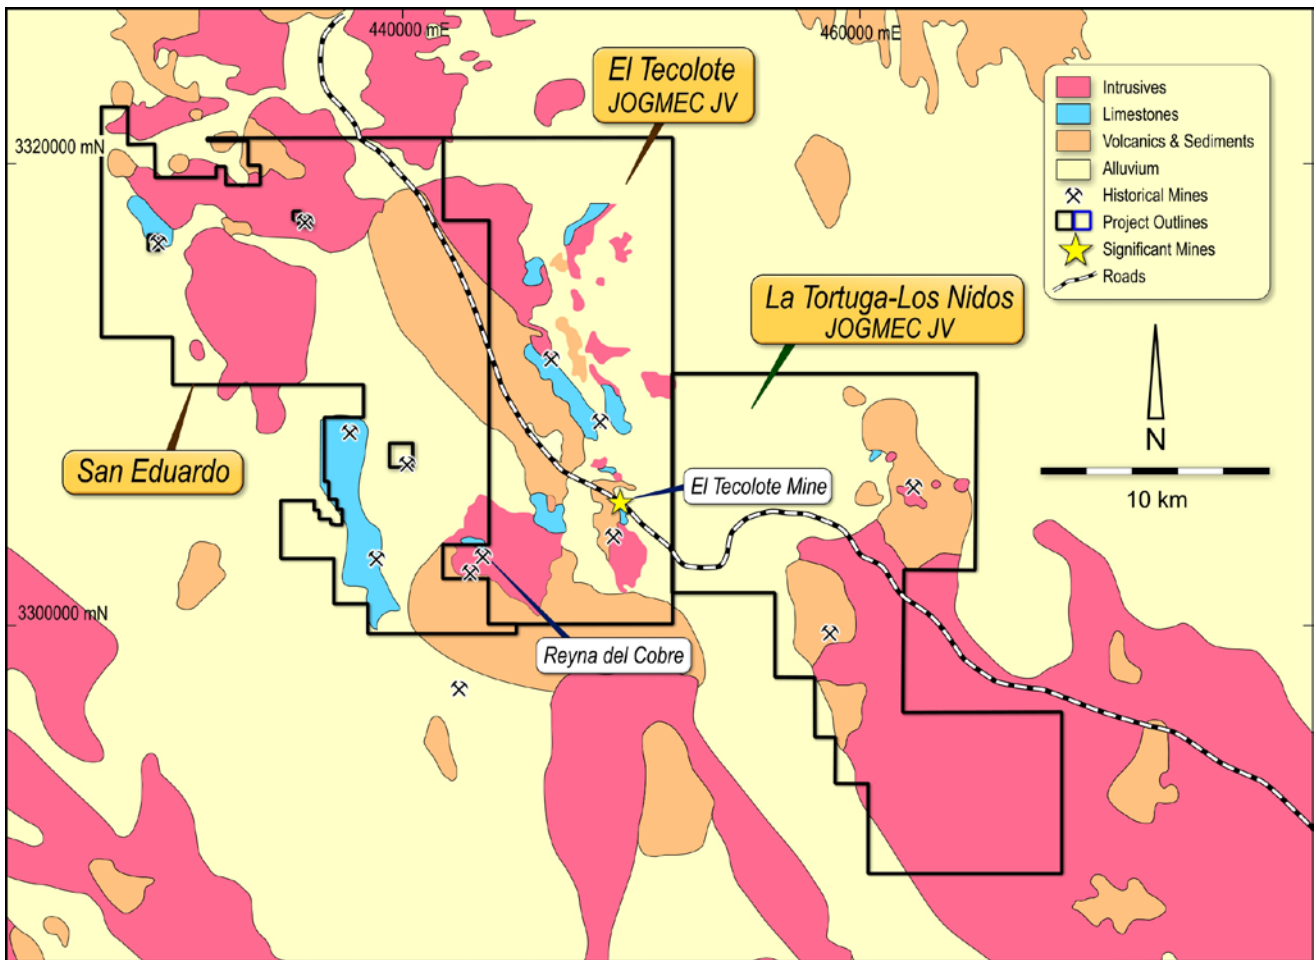 440000 mE
460000 mE
El Tecolote
JOGMEC JV
Intrusives
Limestones
Volcanics & Sediments
Alluvium
Historical Mines
Project Outlines
Significant Mines
Roads
3320000 mN
La Tortuga-Los Nidos
JOGMEC JV
N
10 km
San Eduardo
El Tecolote Mine
3300000 mN
Reyna del Cobre